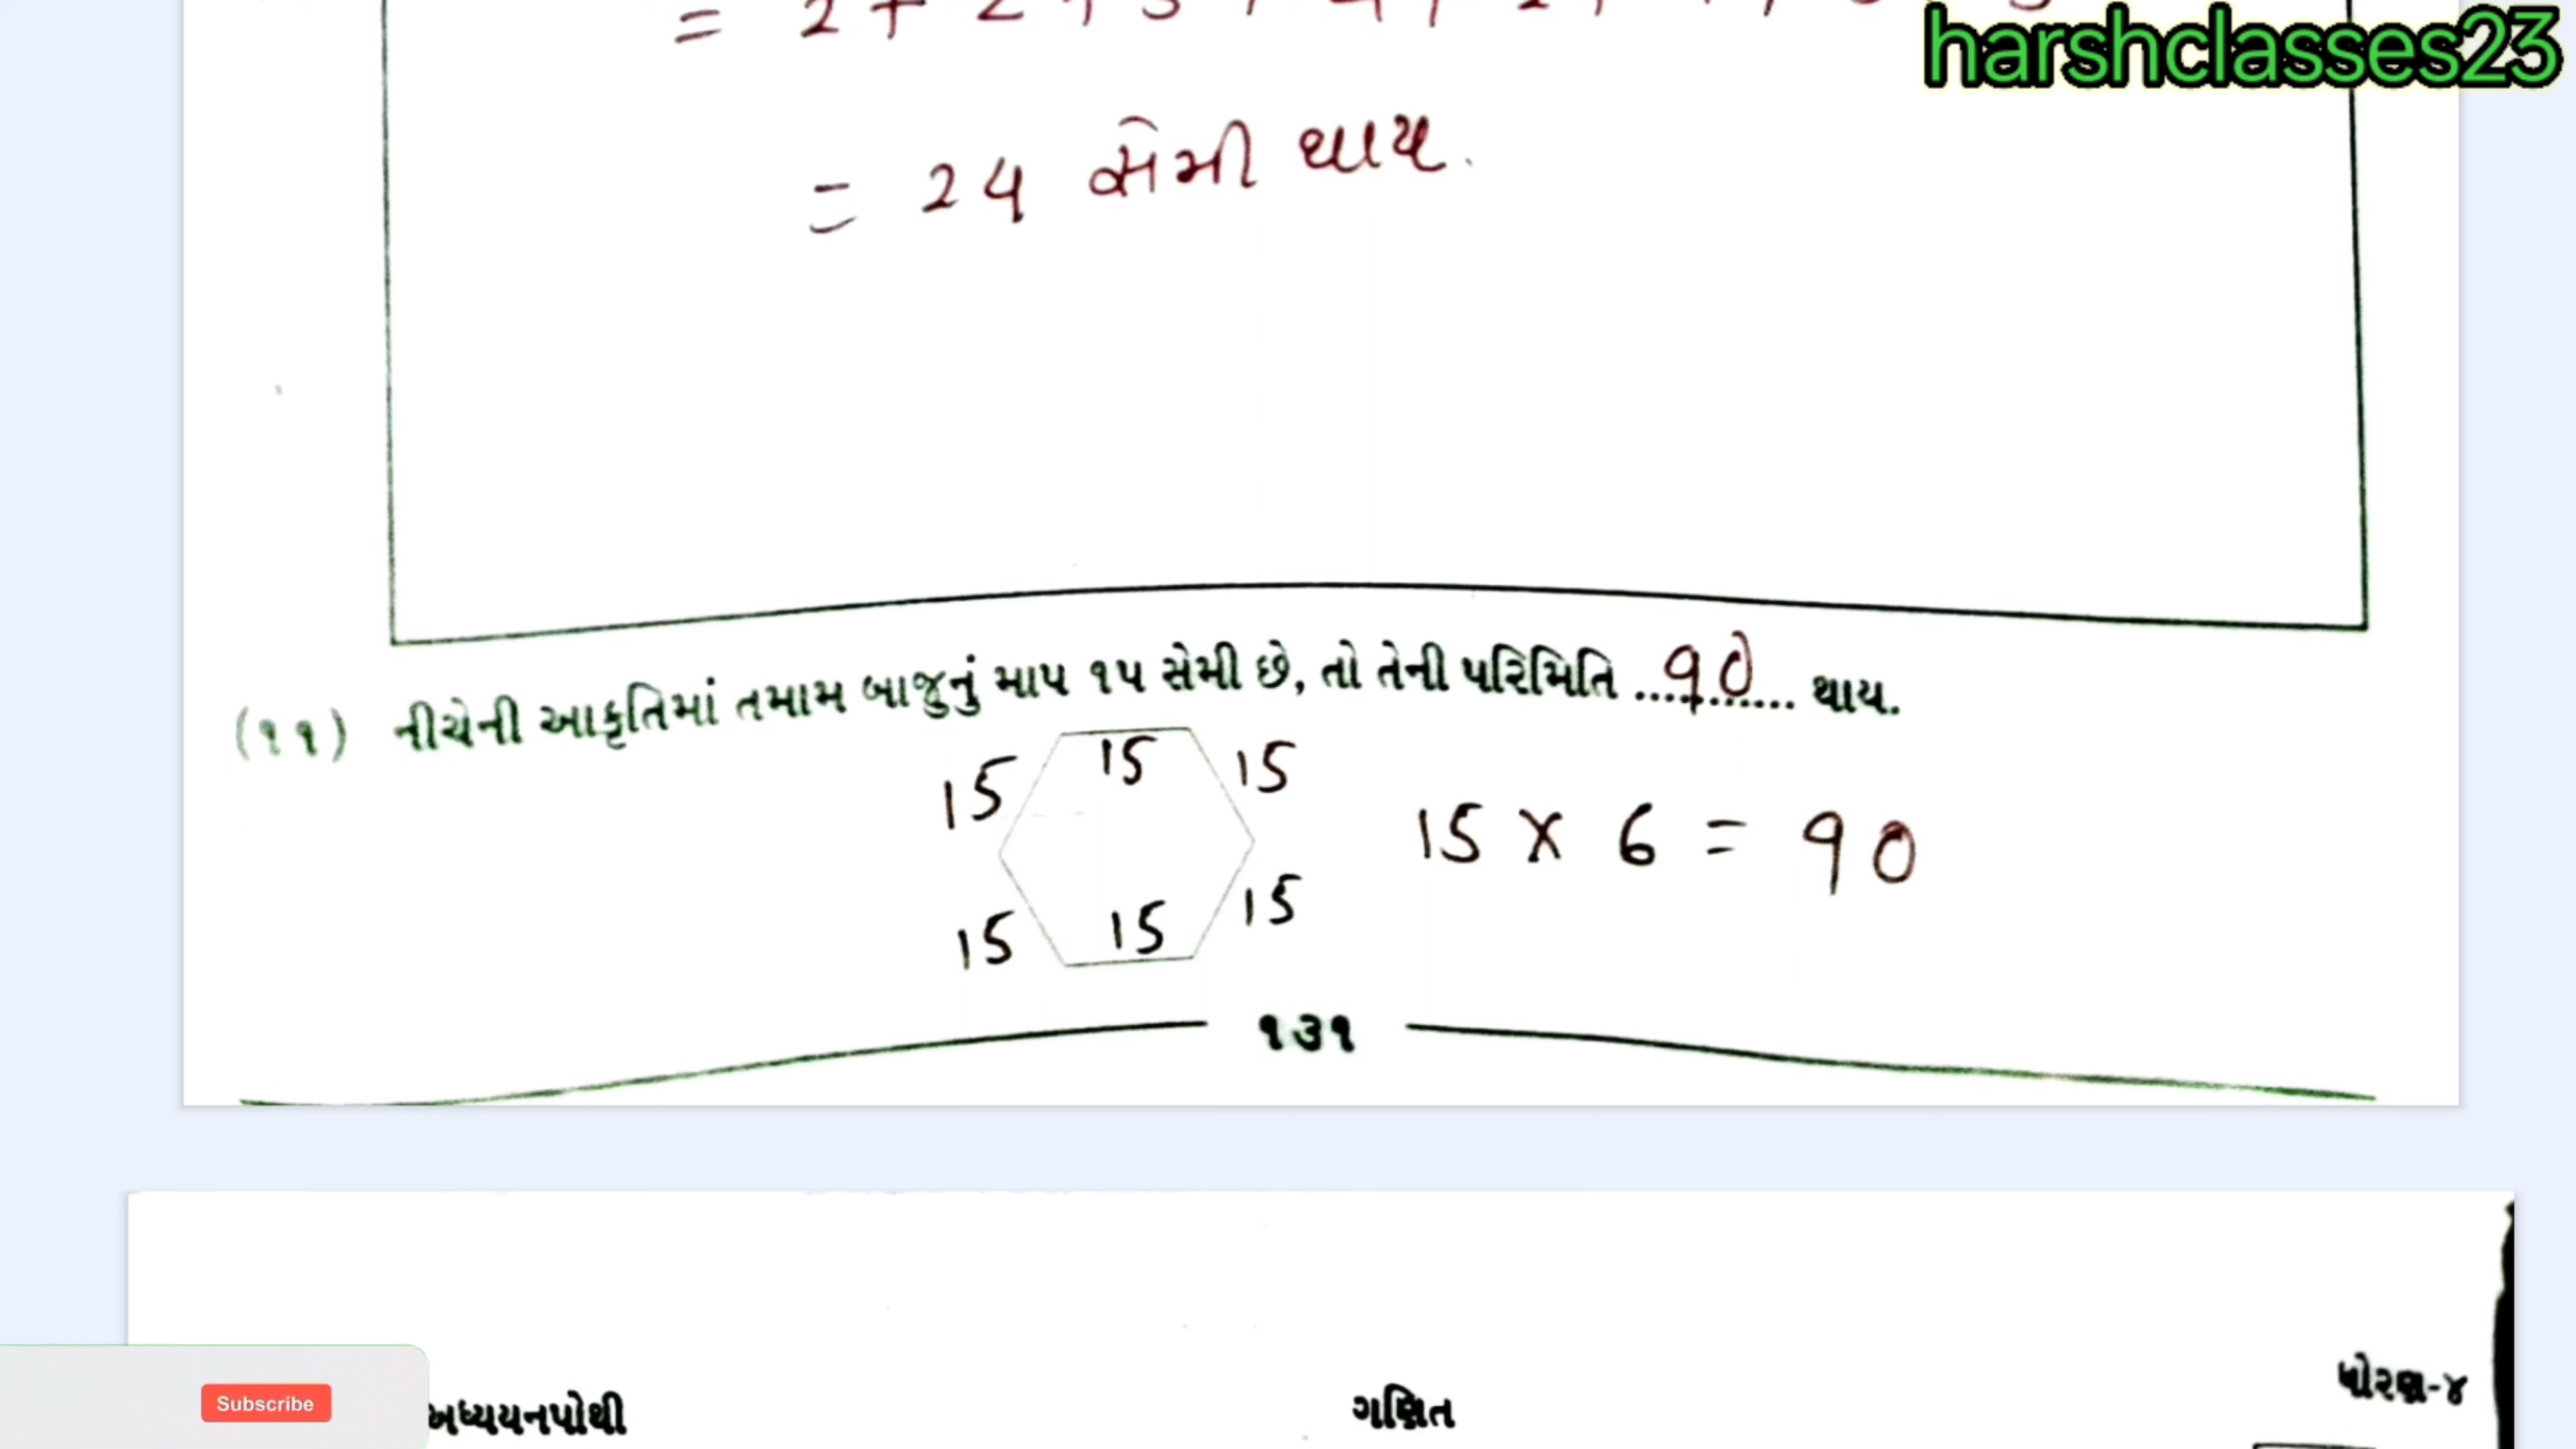 harshclasses23
= 24 સેમી થાય.
(૧૧) નીચેની આકૃતિમાં તમામ બાજુનું માપ ૧૫ સેમી છે, તો તેની પરિમિતિ ....90.... થાય.
15 15 15
15 × 6 = 90
15 15 15
૧૩૧
Subscribe
અધ્યયનપોથી ગણિત ધોરણ-૪